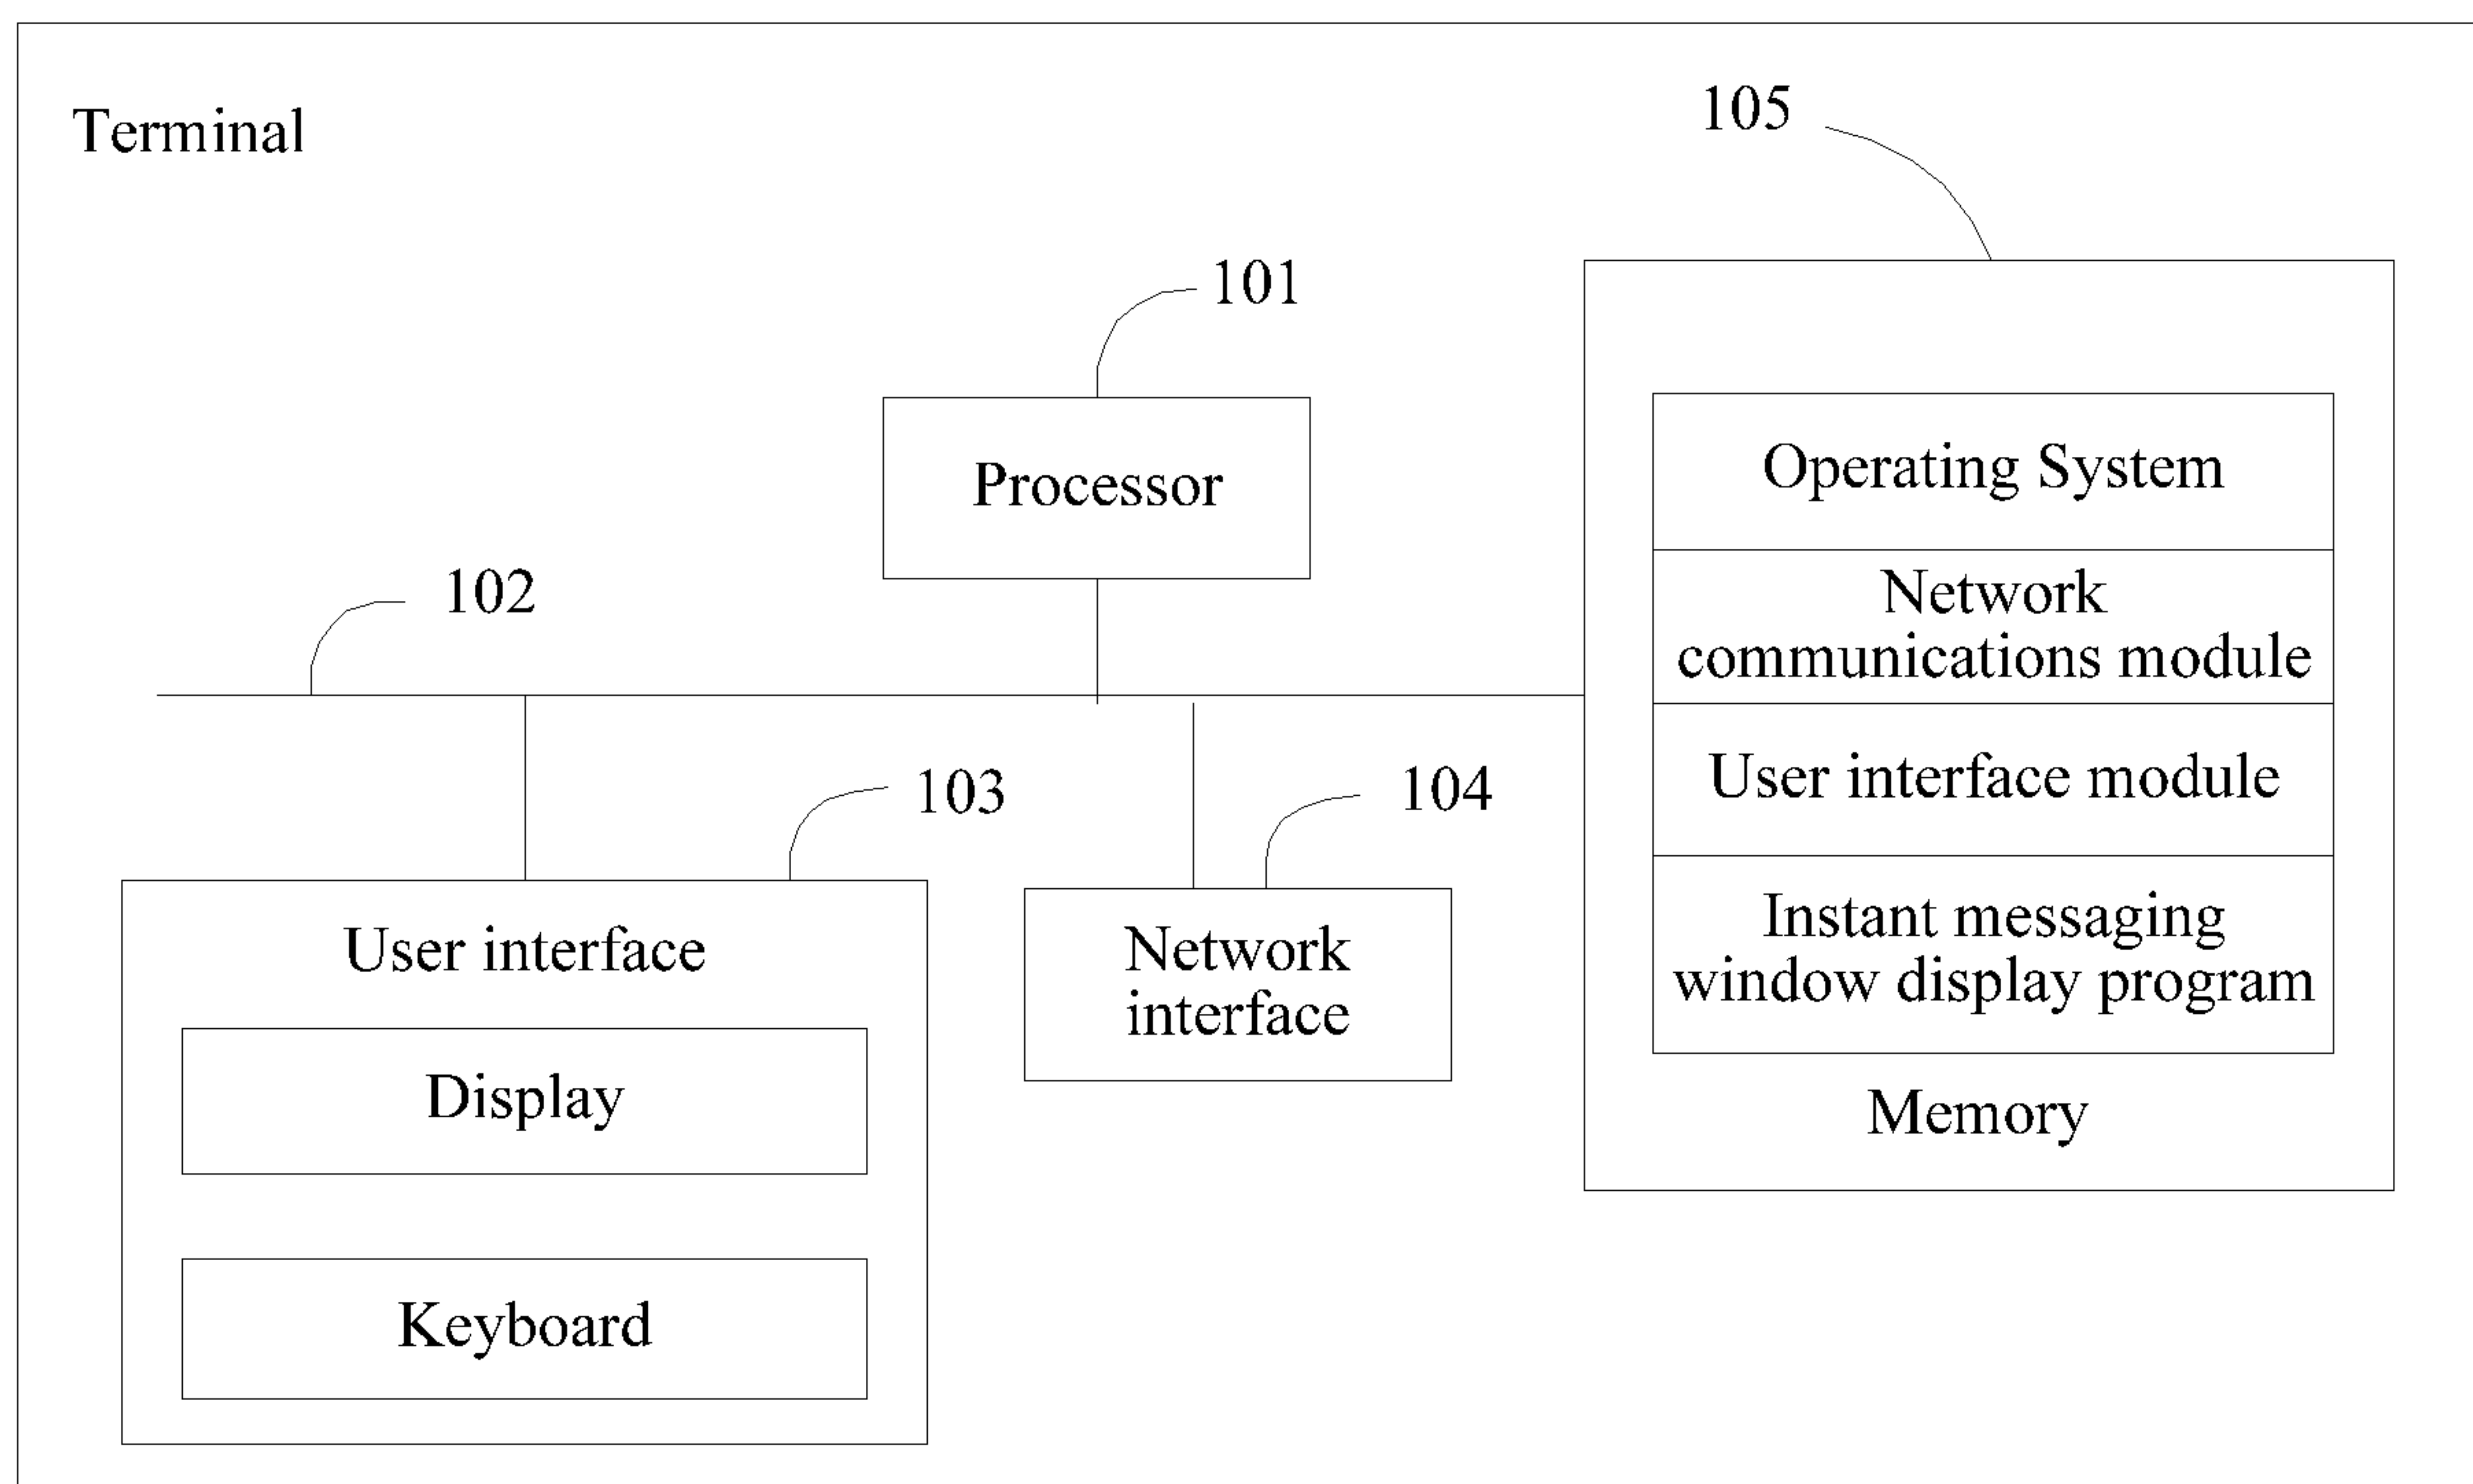 Terminal
105
101
Processor
102
Operating System
Network
communications module
User interface module
Instant messaging
window display program
Memory
103
104
User interface
Display
Keyboard
Network
interface